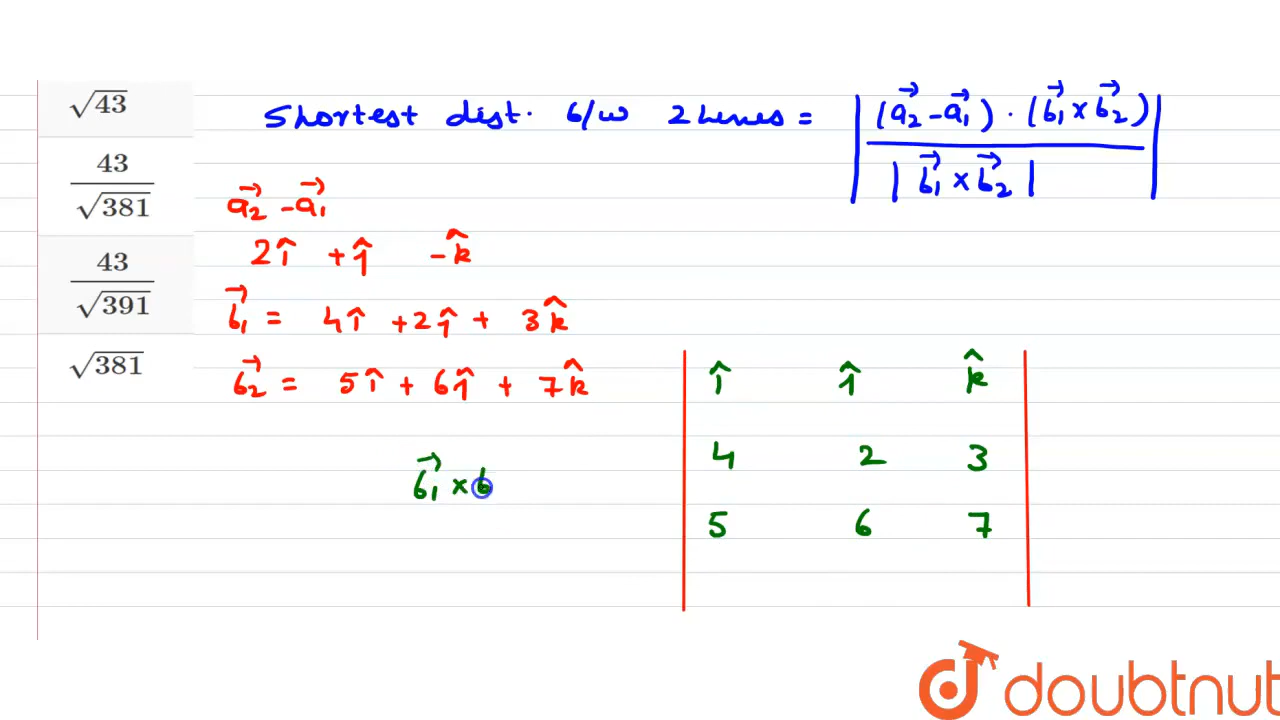 √43
43/√381
43/√391
√381
Shortest dist. b/w 2 Lines = | (a₂⃗ - a₁⃗) . (b₁⃗ × b₂⃗) / | b₁⃗ × b₂⃗ | |
a₂⃗ - a₁⃗
2î + ĵ - k̂
b₁⃗ = 4î + 2ĵ + 3k̂
b₂⃗ = 5î + 6ĵ + 7k̂
î ĵ k̂
4 2 3
b₁⃗ × b
5 6 7
doubtnut